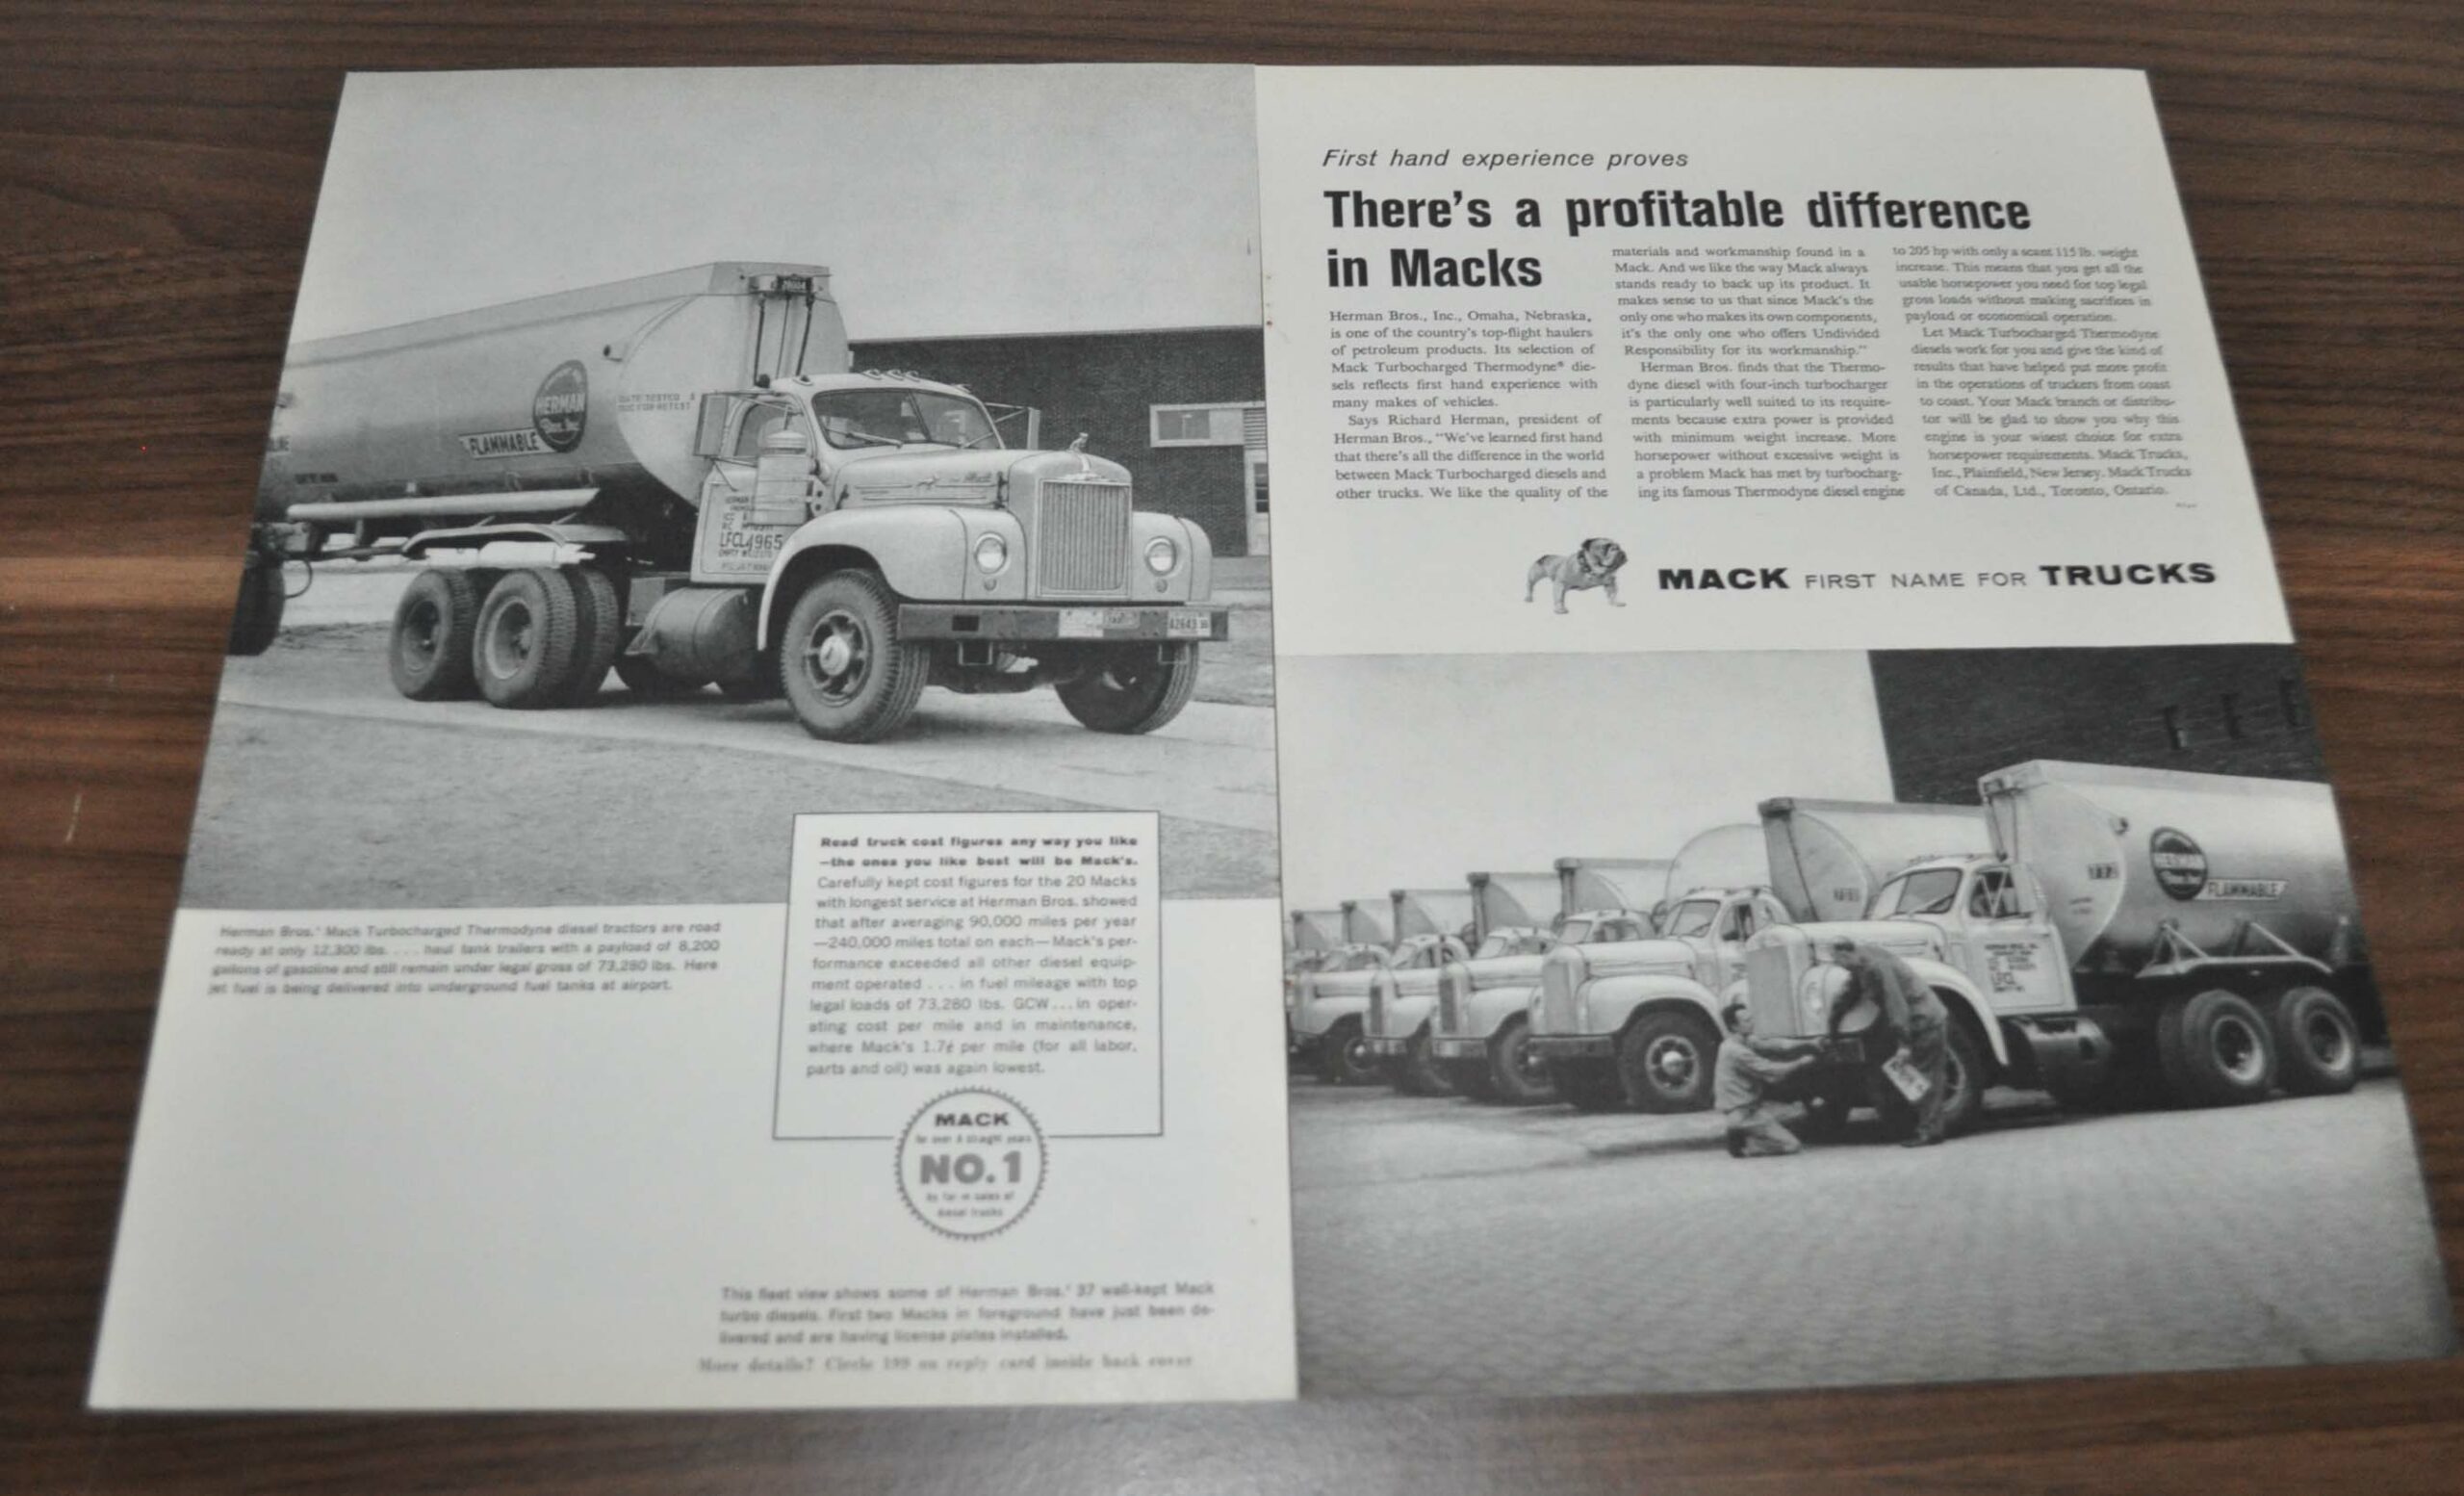 HERMAN
Bros. Inc.
FLAMMABLE
LFCL4965
A2643
Herman Bros.' Mack Turbocharged Thermodyne diesel tractors are road
ready at only 12,300 lbs. . . . haul tank trailers with a payload of 8,200
gallons of gasoline and still remain under legal gross of 73,280 lbs. Here
jet fuel is being delivered into underground fuel tanks at airport.
Read truck cost figures any way you like
—the ones you like best will be Mack's.
Carefully kept cost figures for the 20 Macks
with longest service at Herman Bros. showed
that after averaging 90,000 miles per year
—240,000 miles total on each—Mack's per-
formance exceeded all other diesel equip-
ment operated . . . in fuel mileage with top
legal loads of 73,280 lbs. GCW . . . in oper-
ating cost per mile and in maintenance,
where Mack's 1.7¢ per mile (for all labor,
parts and oil) was again lowest.
MACK
NO.1
by far in sales of
diesel trucks
This fleet view shows some of Herman Bros.' 37 well-kept Mack
turbo diesels. First two Macks in foreground have just been de-
livered and are having license plates installed.
More details? Circle 199 on reply card inside back cover
First hand experience proves
There's a profitable difference
in Macks
Herman Bros., Inc., Omaha, Nebraska,
is one of the country's top-flight haulers
of petroleum products. Its selection of
Mack Turbocharged Thermodyne® die-
sels reflects first hand experience with
many makes of vehicles.
Says Richard Herman, president of
Herman Bros., "We've learned first hand
that there's all the difference in the world
between Mack Turbocharged diesels and
other trucks. We like the quality of the
materials and workmanship found in a
Mack. And we like the way Mack always
stands ready to back up its product. It
makes sense to us that since Mack's the
only one who makes its own components,
it's the only one who offers Undivided
Responsibility for its workmanship."
Herman Bros. finds that the Thermo-
dyne diesel with four-inch turbocharger
is particularly well suited to its require-
ments because extra power is provided
with minimum weight increase. More
horsepower without excessive weight is
a problem Mack has met by turbocharg-
ing its famous Thermodyne diesel engine
to 205 hp with only a scant 115 lb. weight
increase. This means that you get all the
usable horsepower you need for top legal
gross loads without making sacrifices in
payload or economical operation.
Let Mack Turbocharged Thermodyne
diesels work for you and give the kind of
results that have helped put more profit
in the operations of truckers from coast
to coast. Your Mack branch or distribu-
tor will be glad to show you why this
engine is your wisest choice for extra
horsepower requirements. Mack Trucks,
Inc., Plainfield, New Jersey. Mack Trucks
of Canada, Ltd., Toronto, Ontario.
MACK FIRST NAME FOR TRUCKS
HERMAN
FLAMMABLE